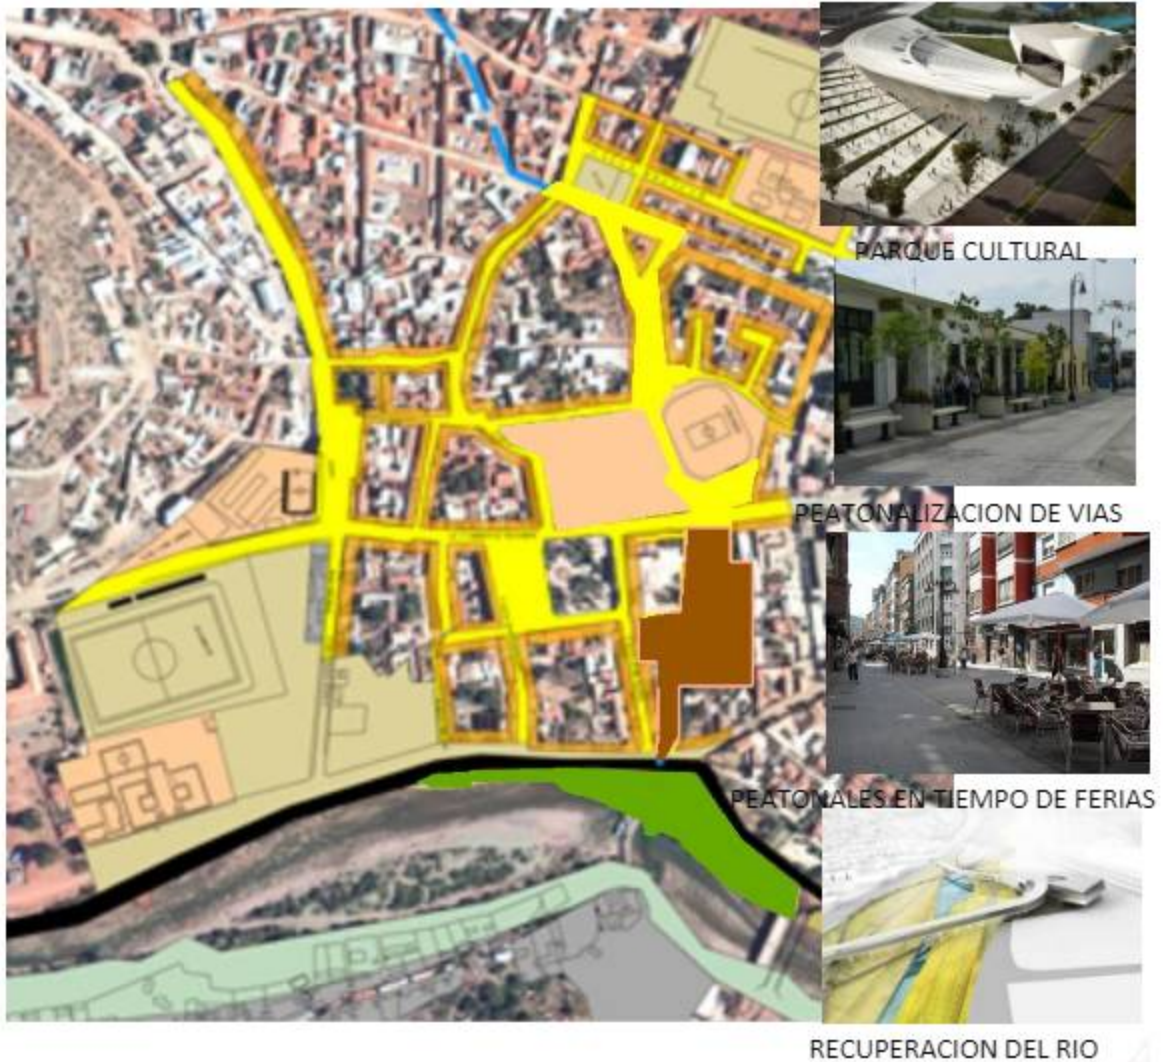 PARQUE CULTURAL
PEATONALIZACION DE VIAS
PEATONALES EN TIEMPO DE FERIAS
RECUPERACION DEL RIO